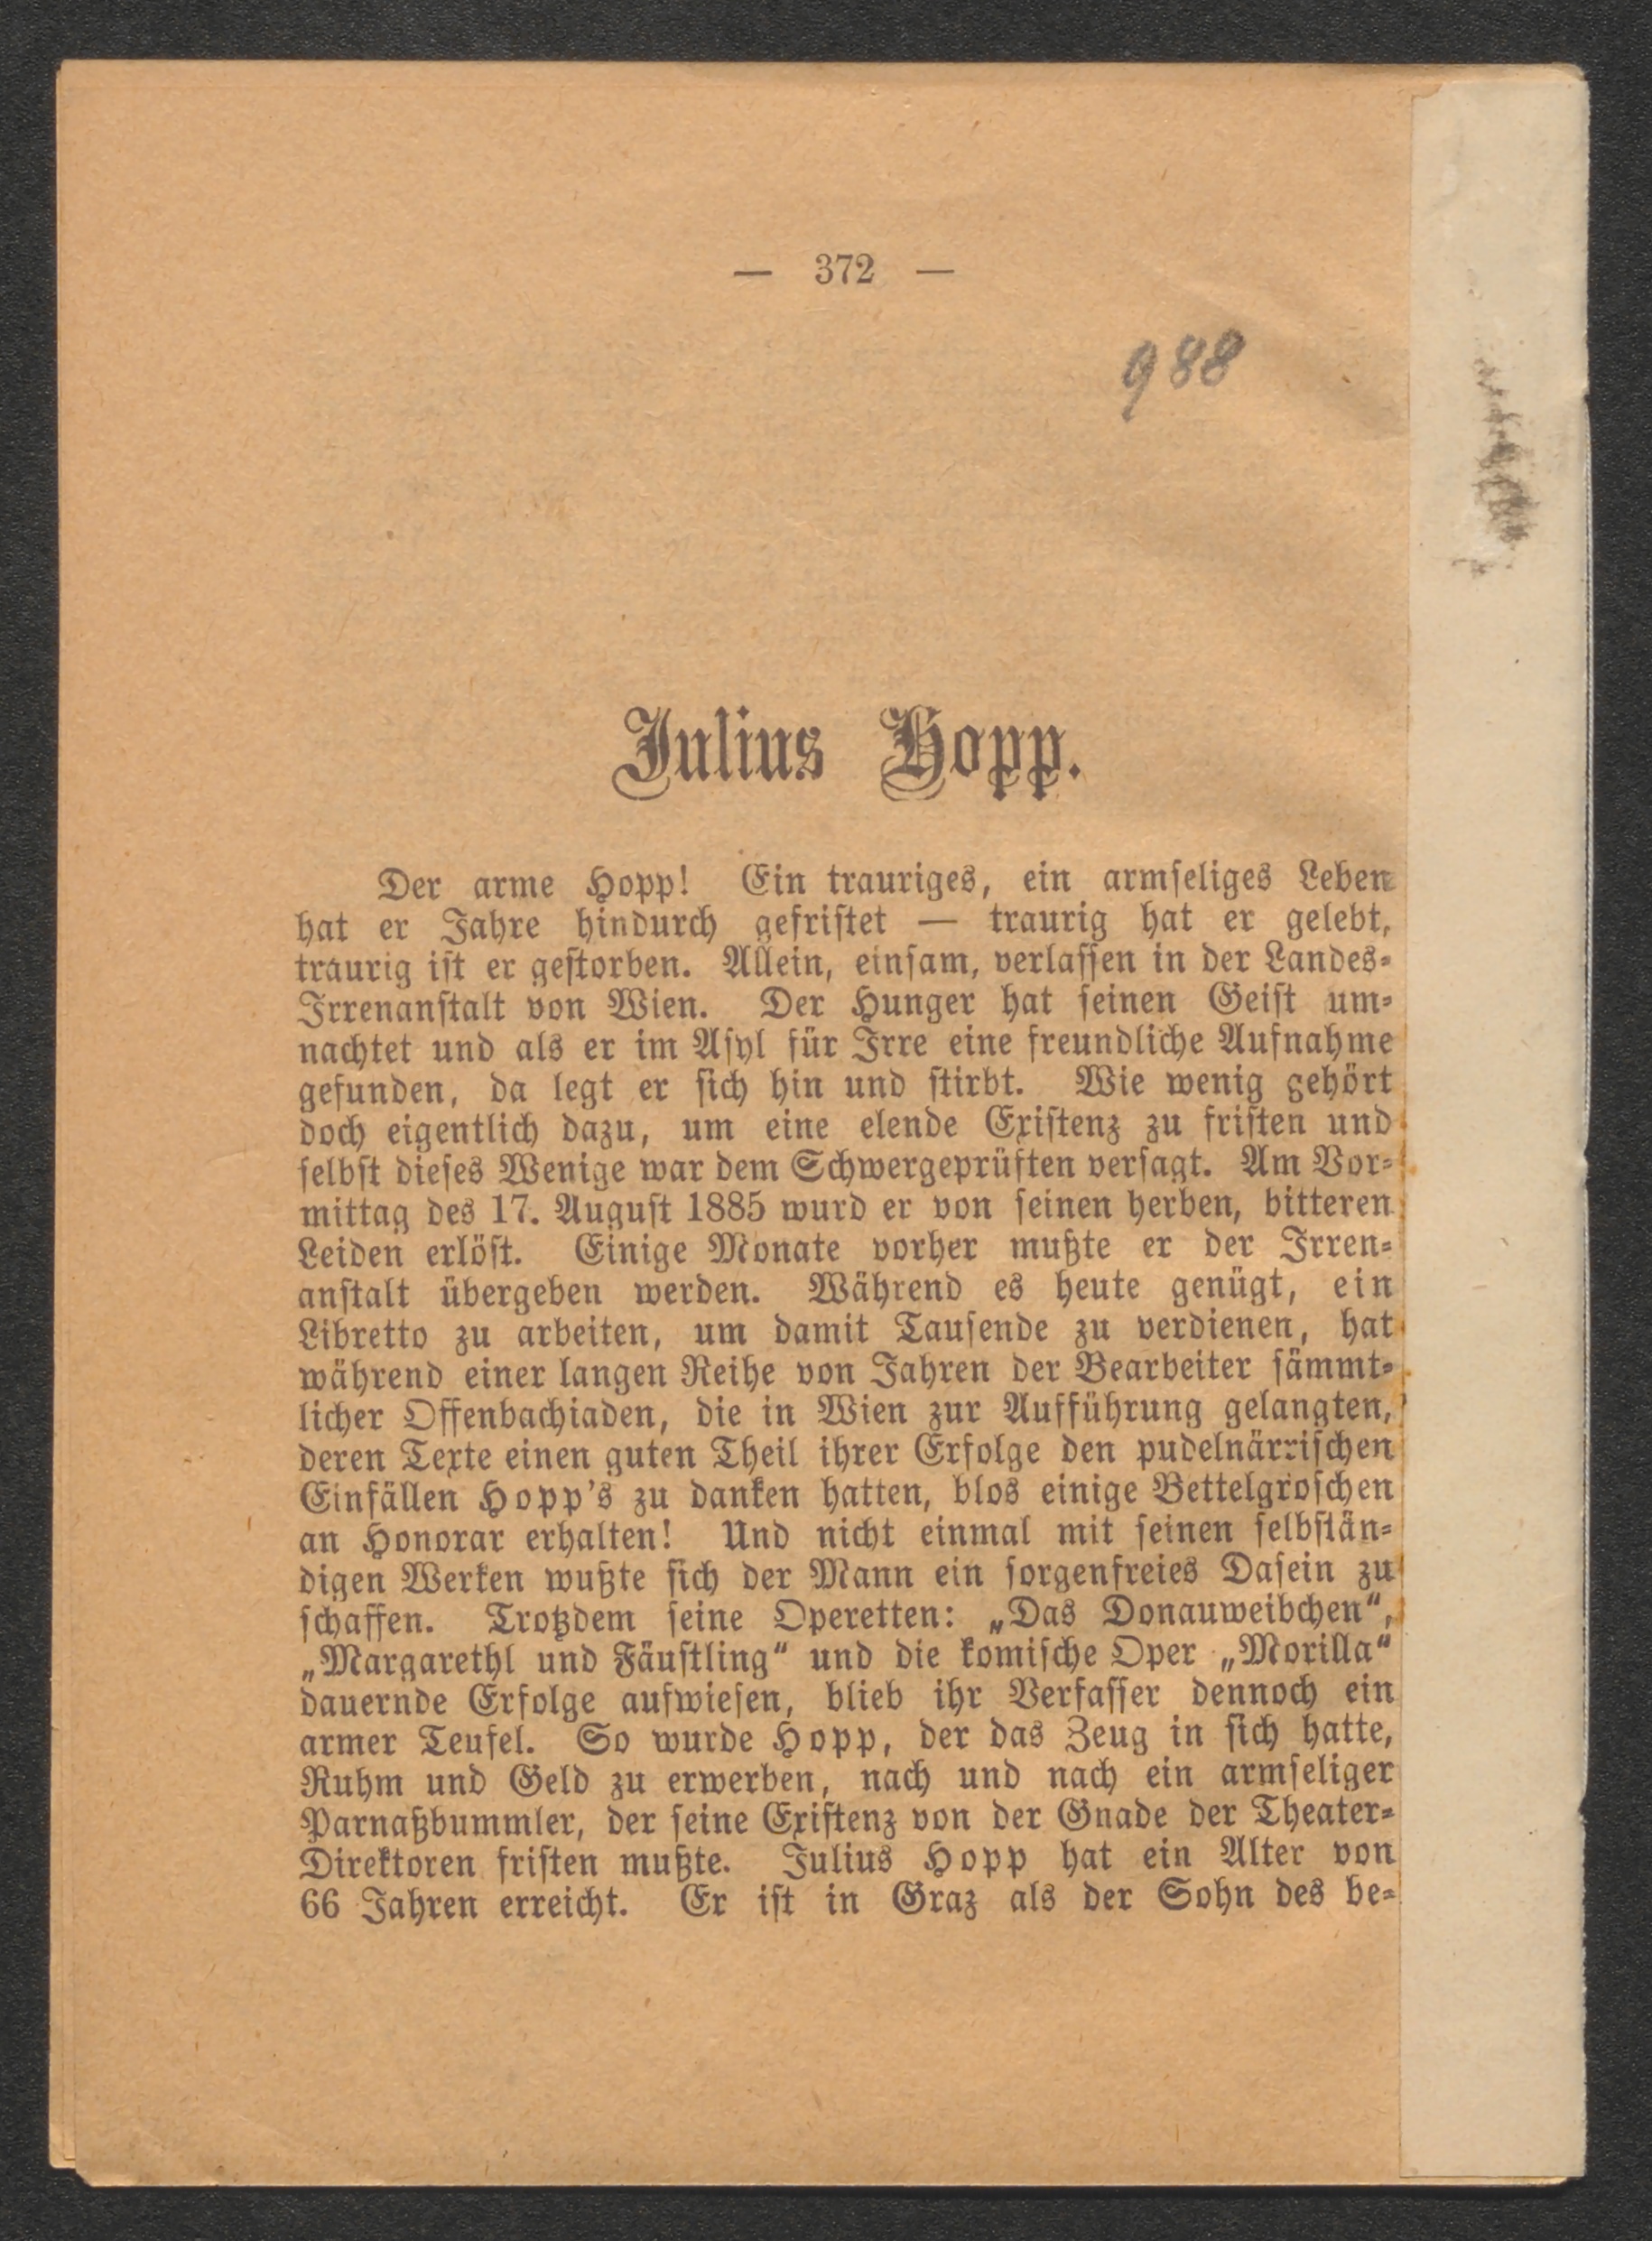 — 372 —
988
Julius Hopp.
Der arme Hopp! Ein trauriges, ein armseliges Leben
hat er Jahre hindurch gefristet — traurig hat er gelebt,
traurig ist er gestorben. Allein, einsam, verlassen in der Landes-
Irrenanstalt von Wien. Der Hunger hat seinen Geist um-
nachtet und als er im Asyl für Irre eine freundliche Aufnahme
gefunden, da legt er sich hin und stirbt. Wie wenig gehört
doch eigentlich dazu, um eine elende Existenz zu fristen und
selbst dieses Wenige war dem Schwergeprüften versagt. Am Vor-
mittag des 17. August 1885 wurd er von seinen herben, bitteren
Leiden erlöst. Einige Monate vorher mußte er der Irren-
anstalt übergeben werden. Während es heute genügt, ein
Libretto zu arbeiten, um damit Tausende zu verdienen, hat
während einer langen Reihe von Jahren der Bearbeiter sämmt-
licher Offenbachiaden, die in Wien zur Aufführung gelangten,
deren Texte einen guten Theil ihrer Erfolge den pudelnärrischen
Einfällen Hopp's zu danken hatten, blos einige Bettelgroschen
an Honorar erhalten! Und nicht einmal mit seinen selbstän-
digen Werken wußte sich der Mann ein sorgenfreies Dasein zu
schaffen. Trotzdem seine Operetten: „Das Donauweibchen“,
„Margarethl und Fäustling“ und die komische Oper „Morilla“
dauernde Erfolge aufwiesen, blieb ihr Verfasser dennoch ein
armer Teufel. So wurde Hopp, der das Zeug in sich hatte,
Ruhm und Geld zu erwerben, nach und nach ein armseliger
Parnaßbummler, der seine Existenz von der Gnade der Theater-
Direktoren fristen mußte. Julius Hopp hat ein Alter von
66 Jahren erreicht. Er ist in Graz als der Sohn des be-